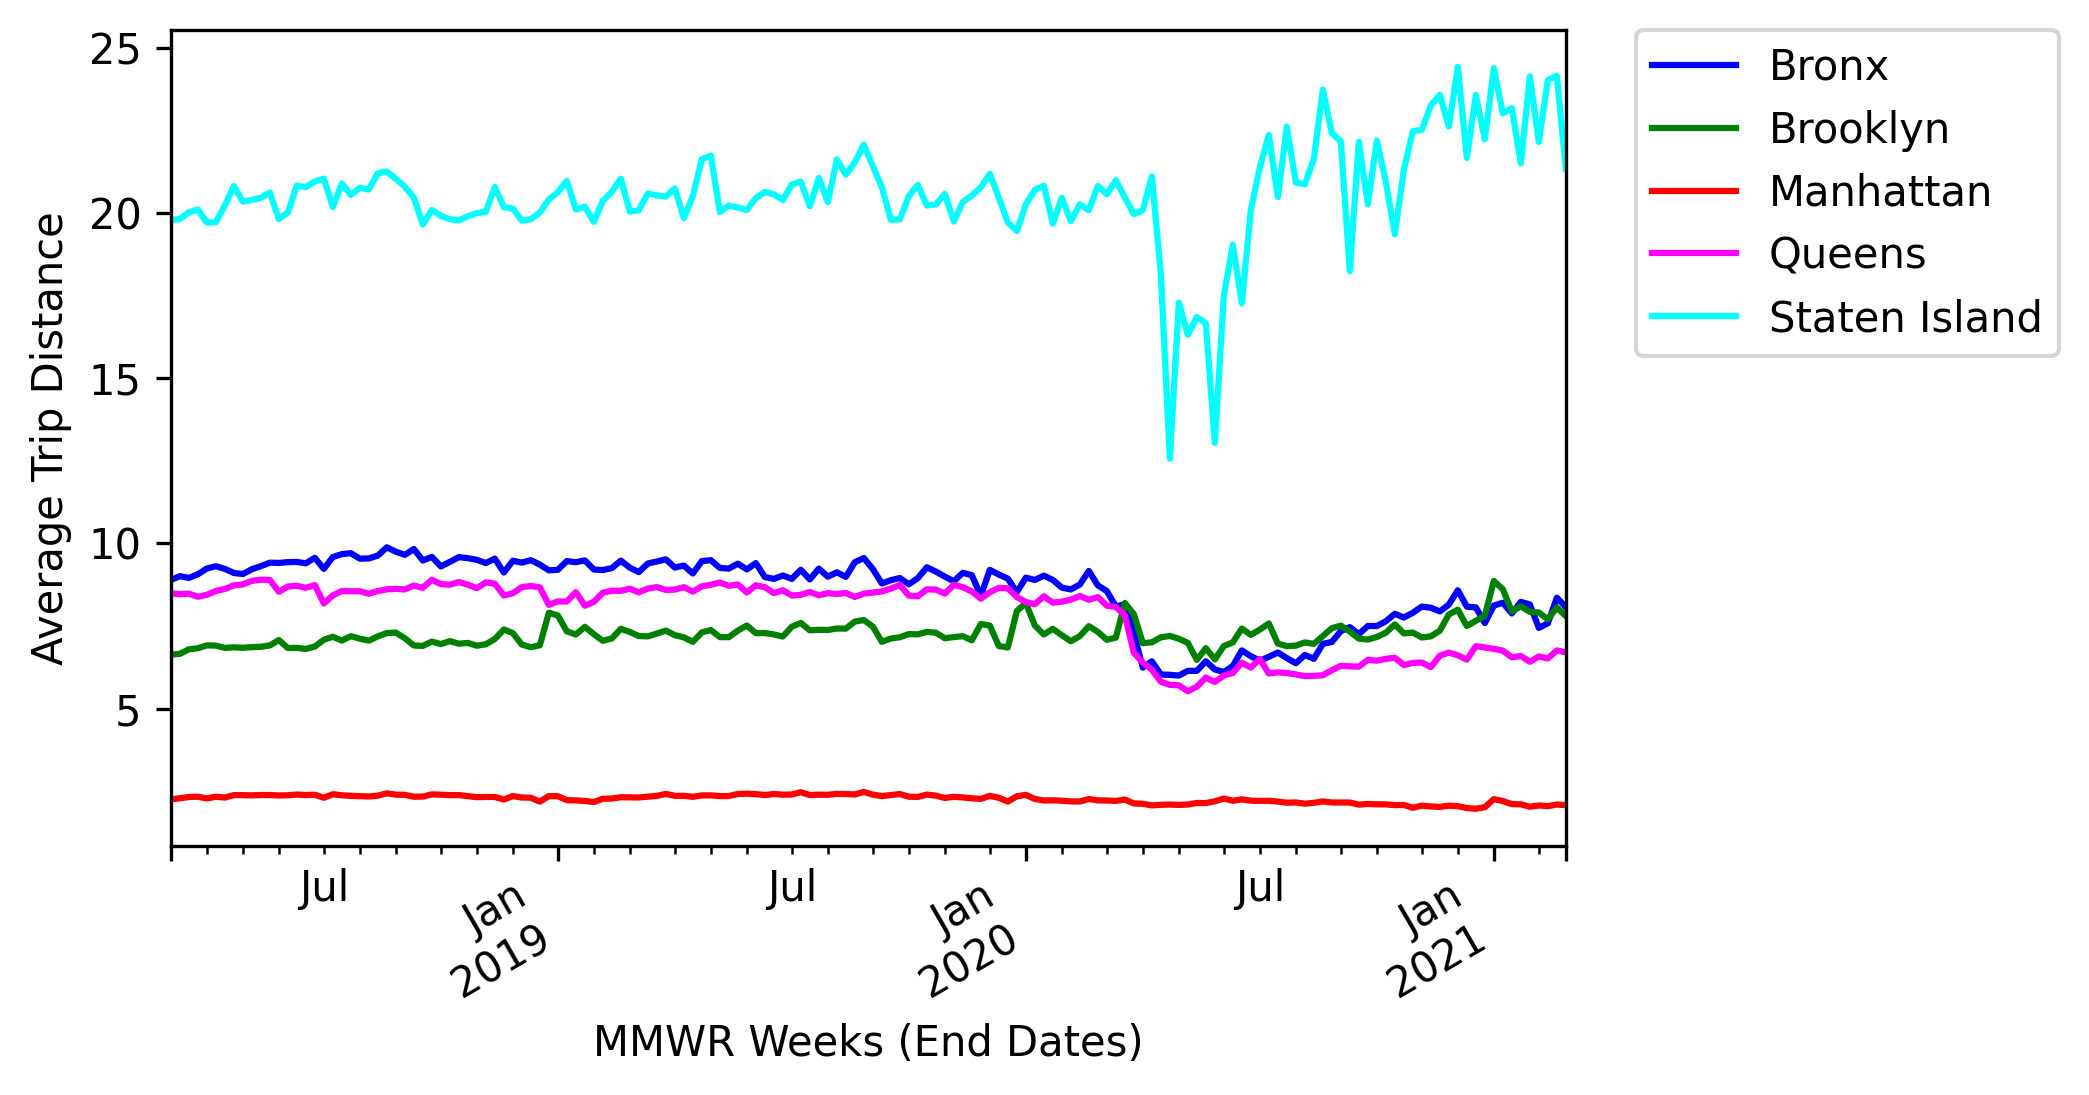 25
20
15
10
5
Average Trip Distance
Jul
Jan
2019
Jul
Jan
2020
Jul
Jan
2021
MMWR Weeks (End Dates)
Bronx
Brooklyn
Manhattan
Queens
Staten Island